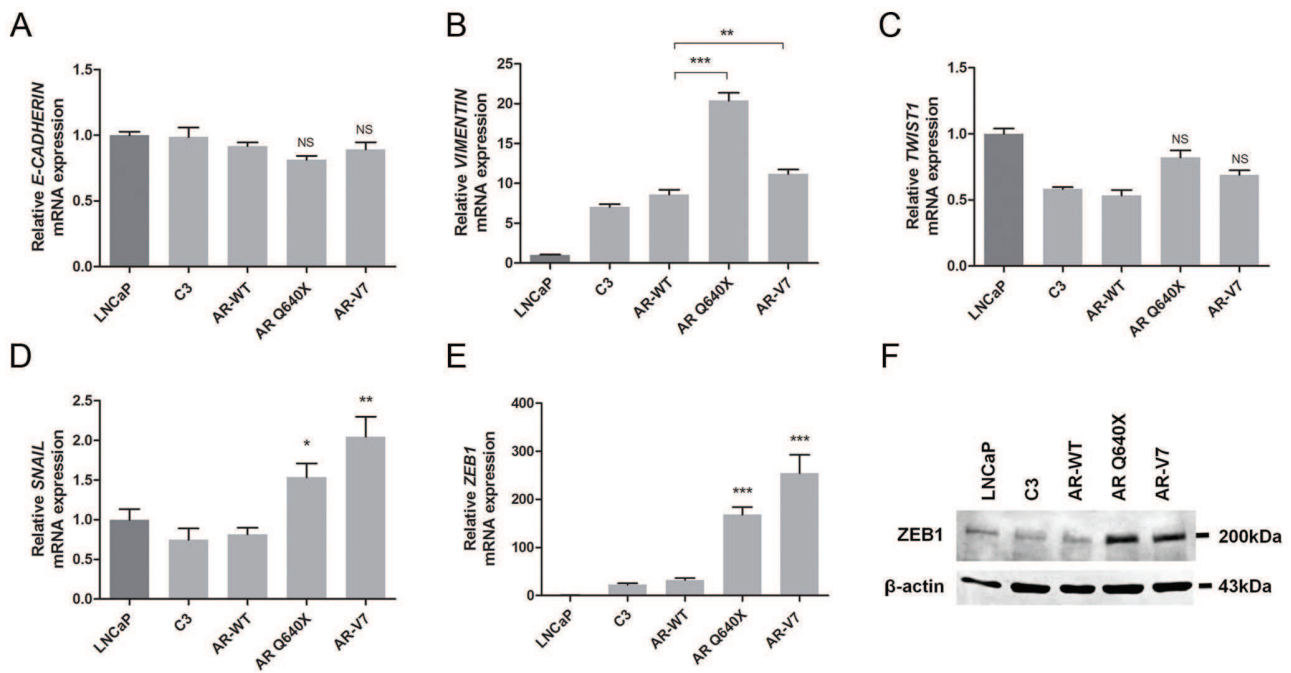 A
Relative E-CADHERIN
mRNA expression
1.5
1.0
0.5
0.0
NS
NS
LNCaP
C3
AR-WT
AR Q640X
AR-V7
B
Relative VIMENTIN
mRNA expression
25
20
15
10
5
0
**
***
LNCaP
C3
AR-WT
AR Q640X
AR-V7
C
Relative TWIST1
mRNA expression
1.5
1.0
0.5
0.0
NS
NS
LNCaP
C3
AR-WT
AR Q640X
AR-V7
D
Relative SNAIL
mRNA expression
2.5
2.0
1.5
1.0
0.5
0.0
*
**
LNCaP
C3
AR-WT
AR Q640X
AR-V7
E
Relative ZEB1
mRNA expression
400
300
200
100
0
***
***
LNCaP
C3
AR-WT
AR Q640X
AR-V7
F
LNCaP
C3
AR-WT
AR Q640X
AR-V7
ZEB1
200kDa
β-actin
43kDa